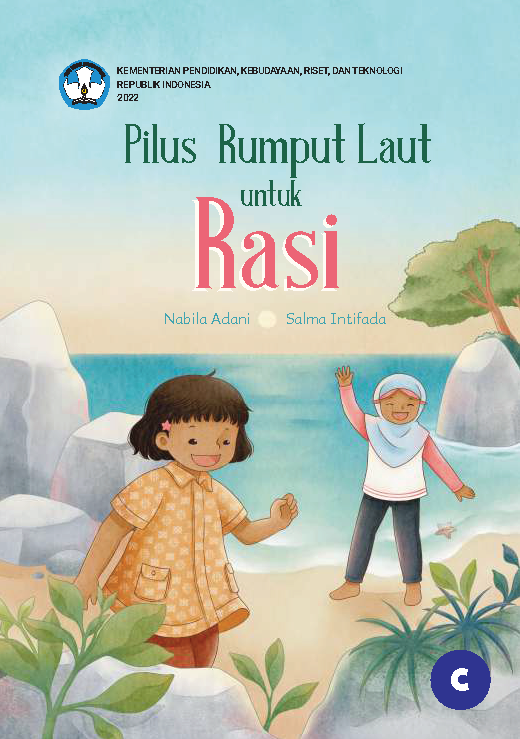 KEMENTERIAN PENDIDIKAN, KEBUDAYAAN, RISET, DAN TEKNOLOGI
REPUBLIK INDONESIA
2022
Pilus Rumput Laut
untuk
Rasi
Nabila Adani Salma Intifada
C